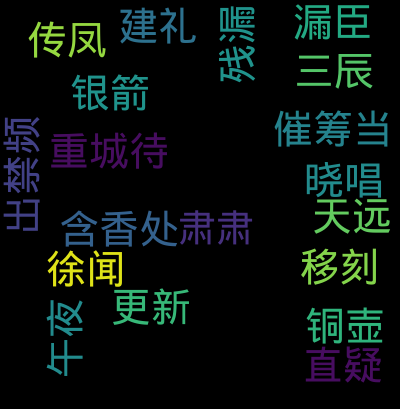 传凤
建礼
残漏
漏臣
三辰
银箭
催筹当
出禁频
重城待
晓唱
天远
含香处
肃肃
徐闻
移刻
更新
午夜
铜壶
直疑